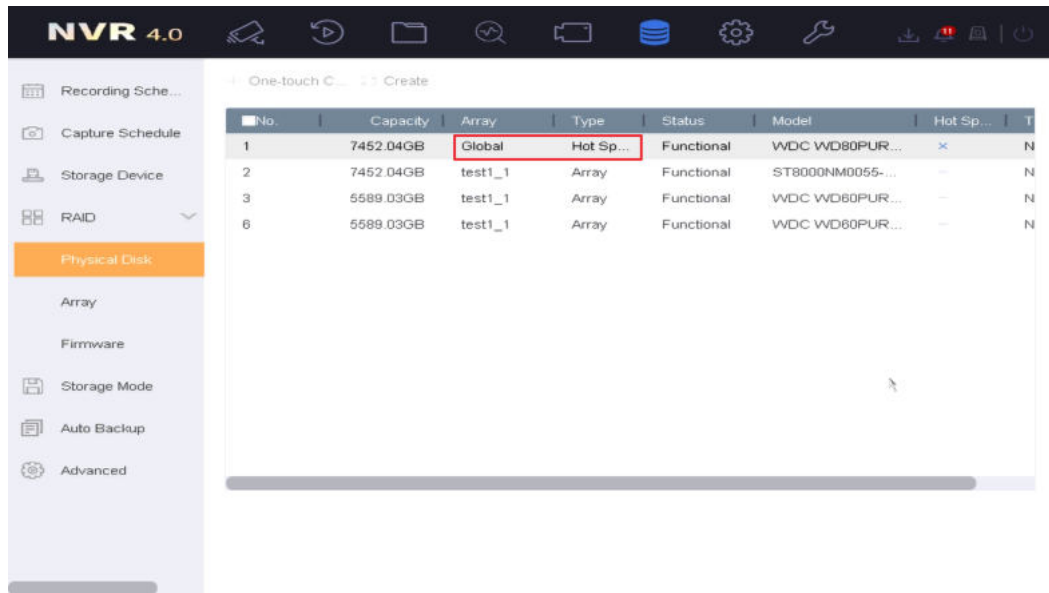 NVR 4.0
Recording Sche...
Capture Schedule
Storage Device
RAID
Physical Disk
Array
Firmware
Storage Mode
Auto Backup
Advanced
One-touch C... Create
No. Capacity Array Type Status Model Hot Sp... T
1 7452.04GB Global Hot Sp... Functional WDC WD80PUR... N
2 7452.04GB test1_1 Array Functional ST8000NM0055-... N
3 5589.03GB test1_1 Array Functional WDC WD60PUR... N
6 5589.03GB test1_1 Array Functional WDC WD60PUR... N